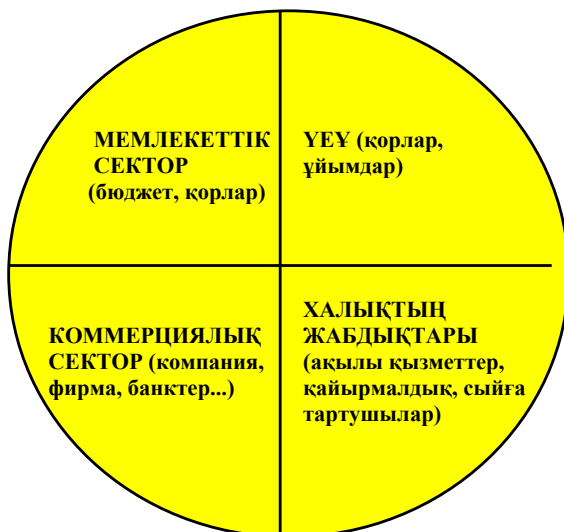 МЕМЛЕКЕТТІК
СЕКТОР
(бюджет, қорлар)
ҮЕҰ (қорлар,
ұйымдар)
КОММЕРЦИЯЛЫҚ
СЕКТОР (компания,
фирма, банктер...)
ХАЛЫҚТЫҢ
ЖАБДЫҚТАРЫ
(ақылы қызметтер,
қайырмалдық, сыйға
тартушылар)